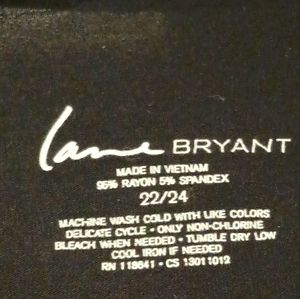 Lane BRYANT
MADE IN VIETNAM
95% RAYON 5% SPANDEX
22/24
MACHINE WASH COLD WITH LIKE COLORS
DELICATE CYCLE - ONLY NON-CHLORINE
BLEACH WHEN NEEDED - TUMBLE DRY LOW
COOL IRON IF NEEDED
RN 118641 - CS 13011012